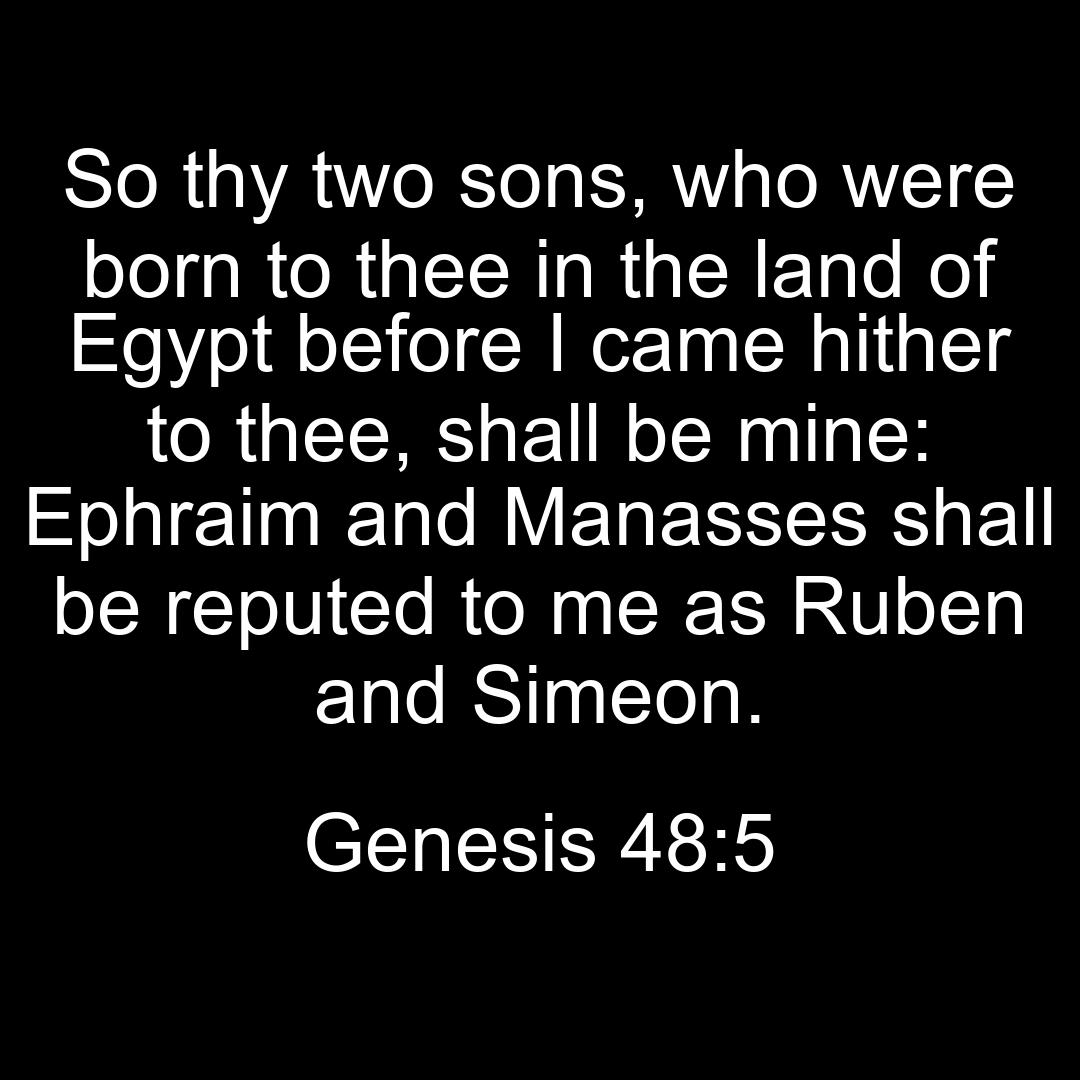 So thy two sons, who were
born to thee in the land of
Egypt before I came hither
to thee, shall be mine:
Ephraim and Manasses shall
be reputed to me as Ruben
and Simeon.
Genesis 48:5